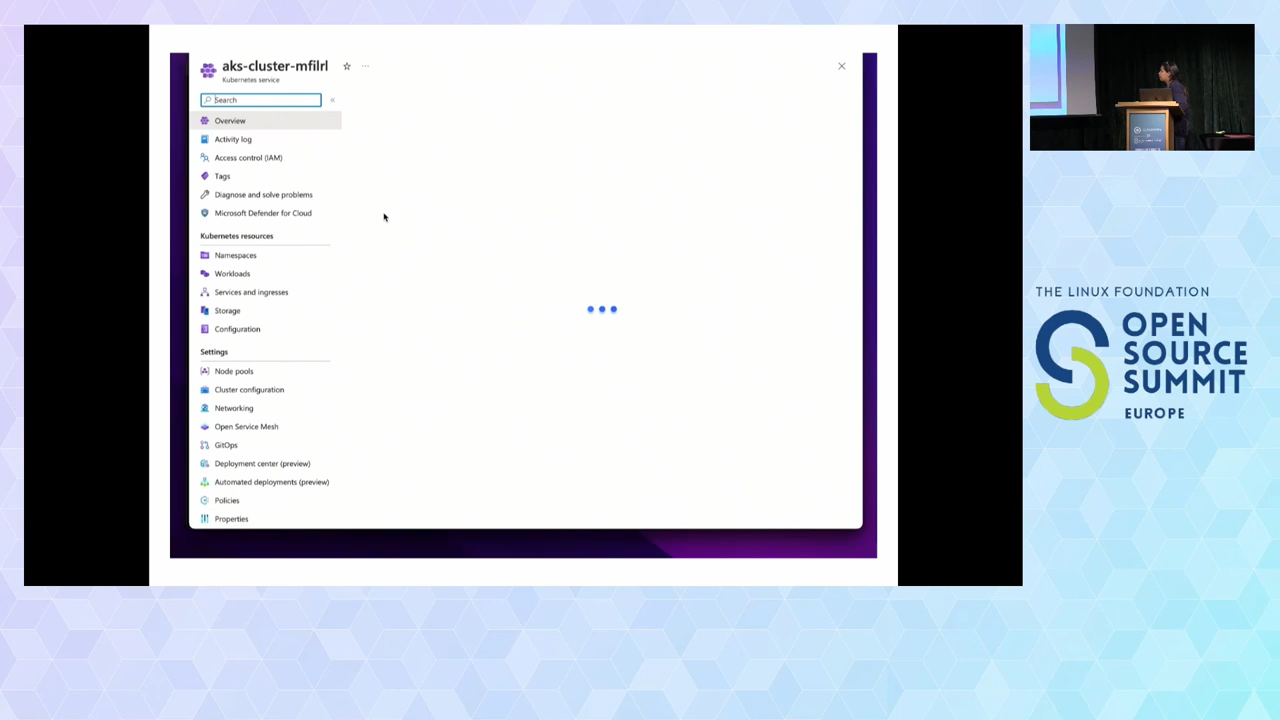 aks-cluster-mfilrl
Kubernetes service
Search
Overview
Activity log
Access control (IAM)
Tags
Diagnose and solve problems
Microsoft Defender for Cloud
Kubernetes resources
Namespaces
Workloads
Services and ingresses
Storage
Configuration
Settings
Node pools
Cluster configuration
Networking
Open Service Mesh
GitOps
Deployment center (preview)
Automated deployments (preview)
Policies
Properties
THE LINUX FOUNDATION
OPEN
SOURCE
SUMMIT
EUROPE